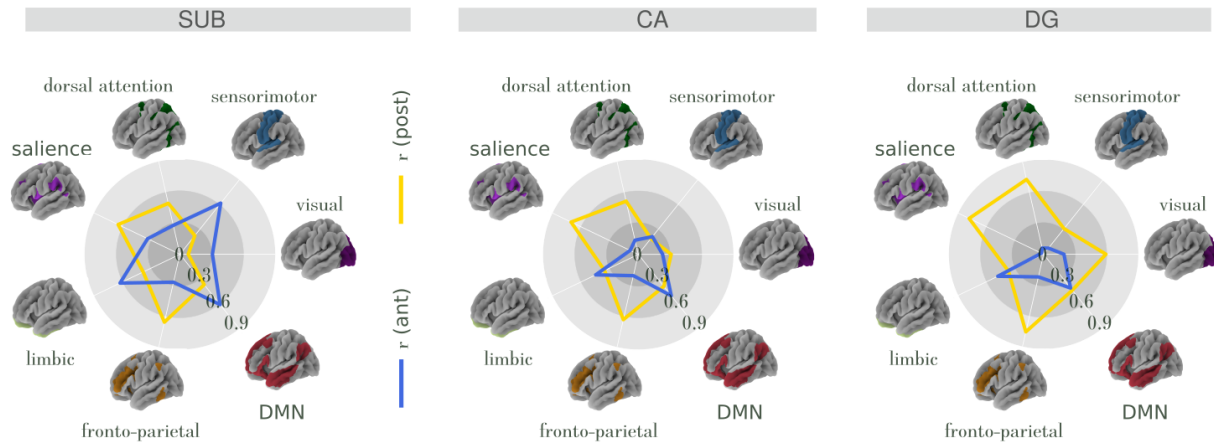 SUB
dorsal attention
sensorimotor
salience
visual
0
0.3
0.6
0.9
limbic
DMN
fronto-parietal
r (post)
r (ant)
CA
dorsal attention
sensorimotor
salience
visual
0
0.3
0.6
0.9
limbic
DMN
fronto-parietal
DG
dorsal attention
sensorimotor
salience
visual
0
0.3
0.6
0.9
limbic
DMN
fronto-parietal